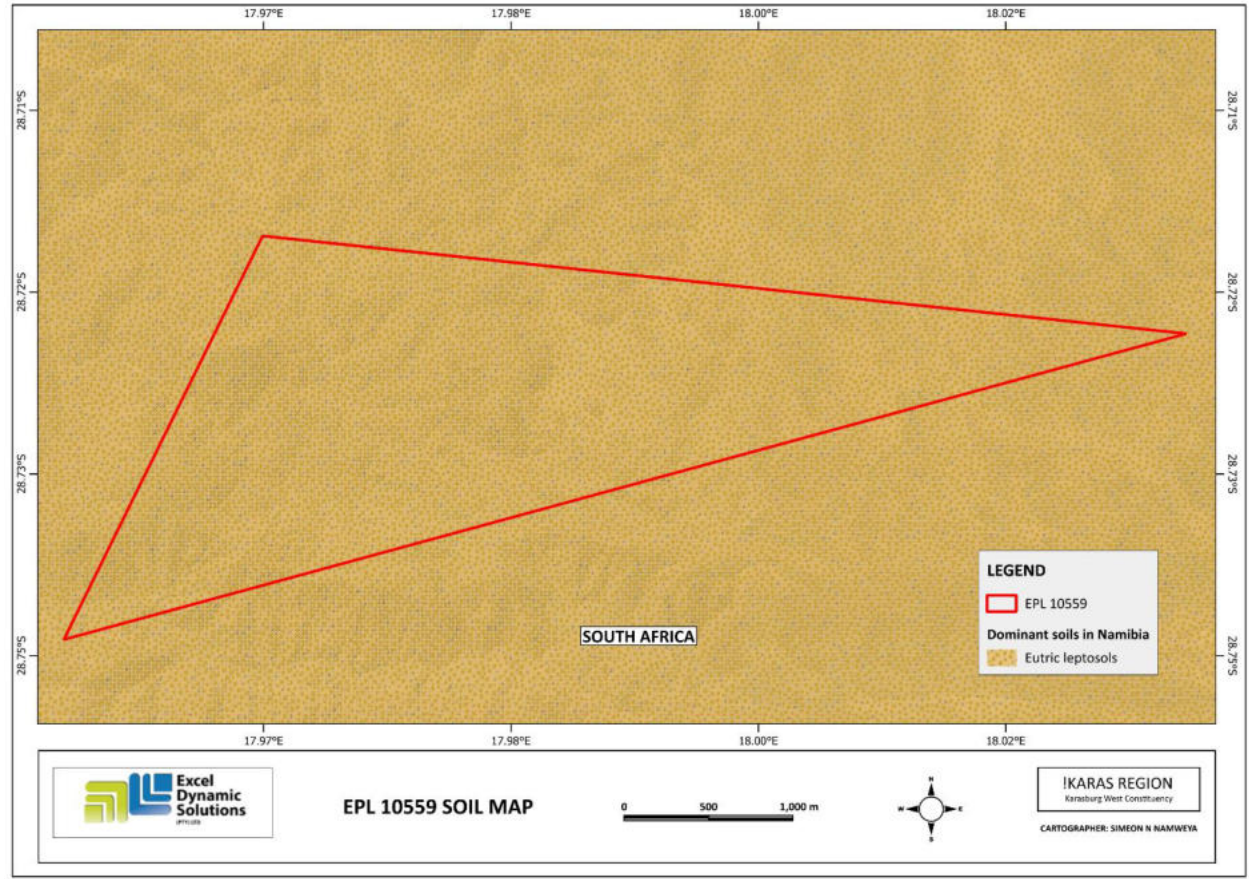 17.97°E 17.98°E 18.00°E 18.02°E
28.71°S 28.71°S
28.72°S 28.72°S
28.73°S 28.73°S
28.75°S 28.75°S
SOUTH AFRICA
LEGEND
EPL 10559
Dominant soils in Namibia
Eutric leptosols
17.97°E 17.98°E 18.00°E 18.02°E
Excel
Dynamic
Solutions
(PTY) LTD
EPL 10559 SOIL MAP
0 500 1,000 m
N
W E
S
!KARAS REGION
Karasburg West Constituency
CARTOGRAPHER: SIMEON N NAMWEYA